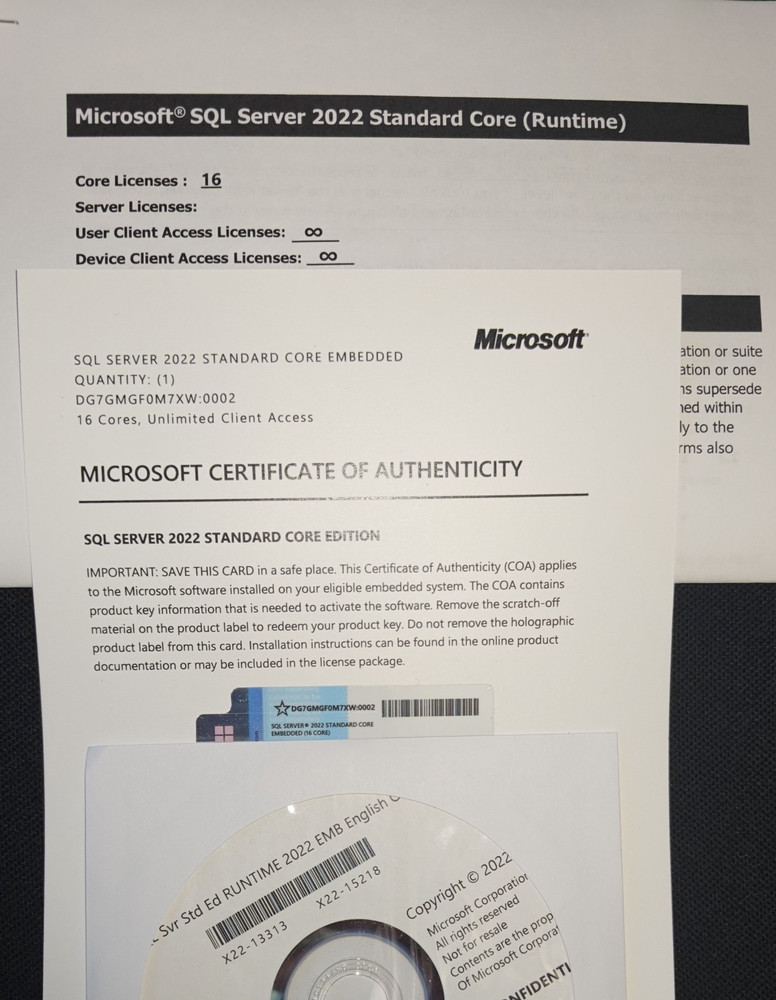 Microsoft® SQL Server 2022 Standard Core (Runtime)
Core Licenses : 16
Server Licenses:
User Client Access Licenses: ∞
Device Client Access Licenses: ∞
ation or suite
ation or one
ns supersede
ned within
ly to the
rms also
Microsoft
SQL SERVER 2022 STANDARD CORE EMBEDDED
QUANTITY: (1)
DG7GMGF0M7XW:0002
16 Cores, Unlimited Client Access
MICROSOFT CERTIFICATE OF AUTHENTICITY
SQL SERVER 2022 STANDARD CORE EDITION
IMPORTANT: SAVE THIS CARD in a safe place. This Certificate of Authenticity (COA) applies
to the Microsoft software installed on your eligible embedded system. The COA contains
product key information that is needed to activate the software. Remove the scratch-off
material on the product label to redeem your product key. Do not remove the holographic
product label from this card. Installation instructions can be found in the online product
documentation or may be included in the license package.
DG7GMGF0M7XW:0002
SQL SERVER® 2022 STANDARD CORE
EMBEDDED (16 CORE)
Svr Std Ed RUNTIME 2022 EMB English
X22-13313 X22-15218
Copyright © 2022
Microsoft Corporation
All rights reserved
Not for resale
Contents are the prop
Of Microsoft Corporat
NFIDENTI